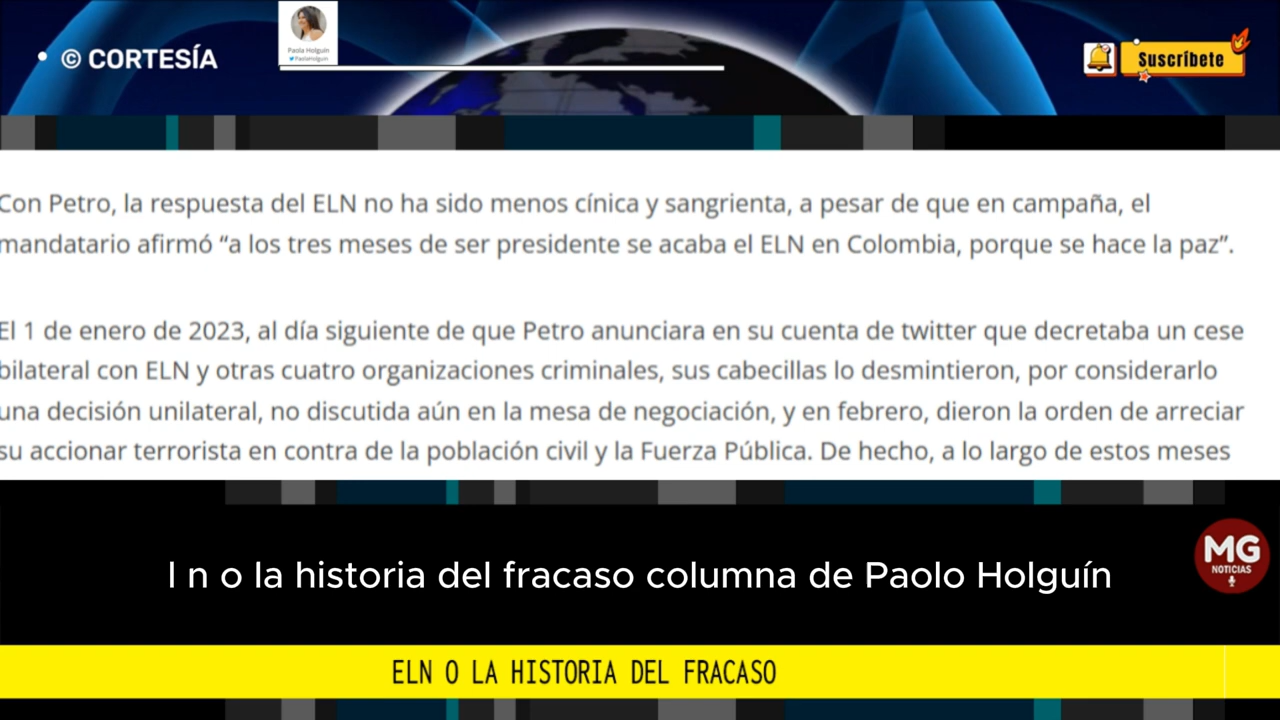 © CORTESÍA
Paola Holguín
@PaolaHolguin
Suscríbete
Con Petro, la respuesta del ELN no ha sido menos cínica y sangrienta, a pesar de que en campaña, el
mandatario afirmó “a los tres meses de ser presidente se acaba el ELN en Colombia, porque se hace la paz”.
El 1 de enero de 2023, al día siguiente de que Petro anunciara en su cuenta de twitter que decretaba un cese
bilateral con ELN y otras cuatro organizaciones criminales, sus cabecillas lo desmintieron, por considerarlo
una decisión unilateral, no discutida aún en la mesa de negociación, y en febrero, dieron la orden de arreciar
su accionar terrorista en contra de la población civil y la Fuerza Pública. De hecho, a lo largo de estos meses
l n o la historia del fracaso columna de Paolo Holguín
MG
NOTICIAS
ELN O LA HISTORIA DEL FRACASO